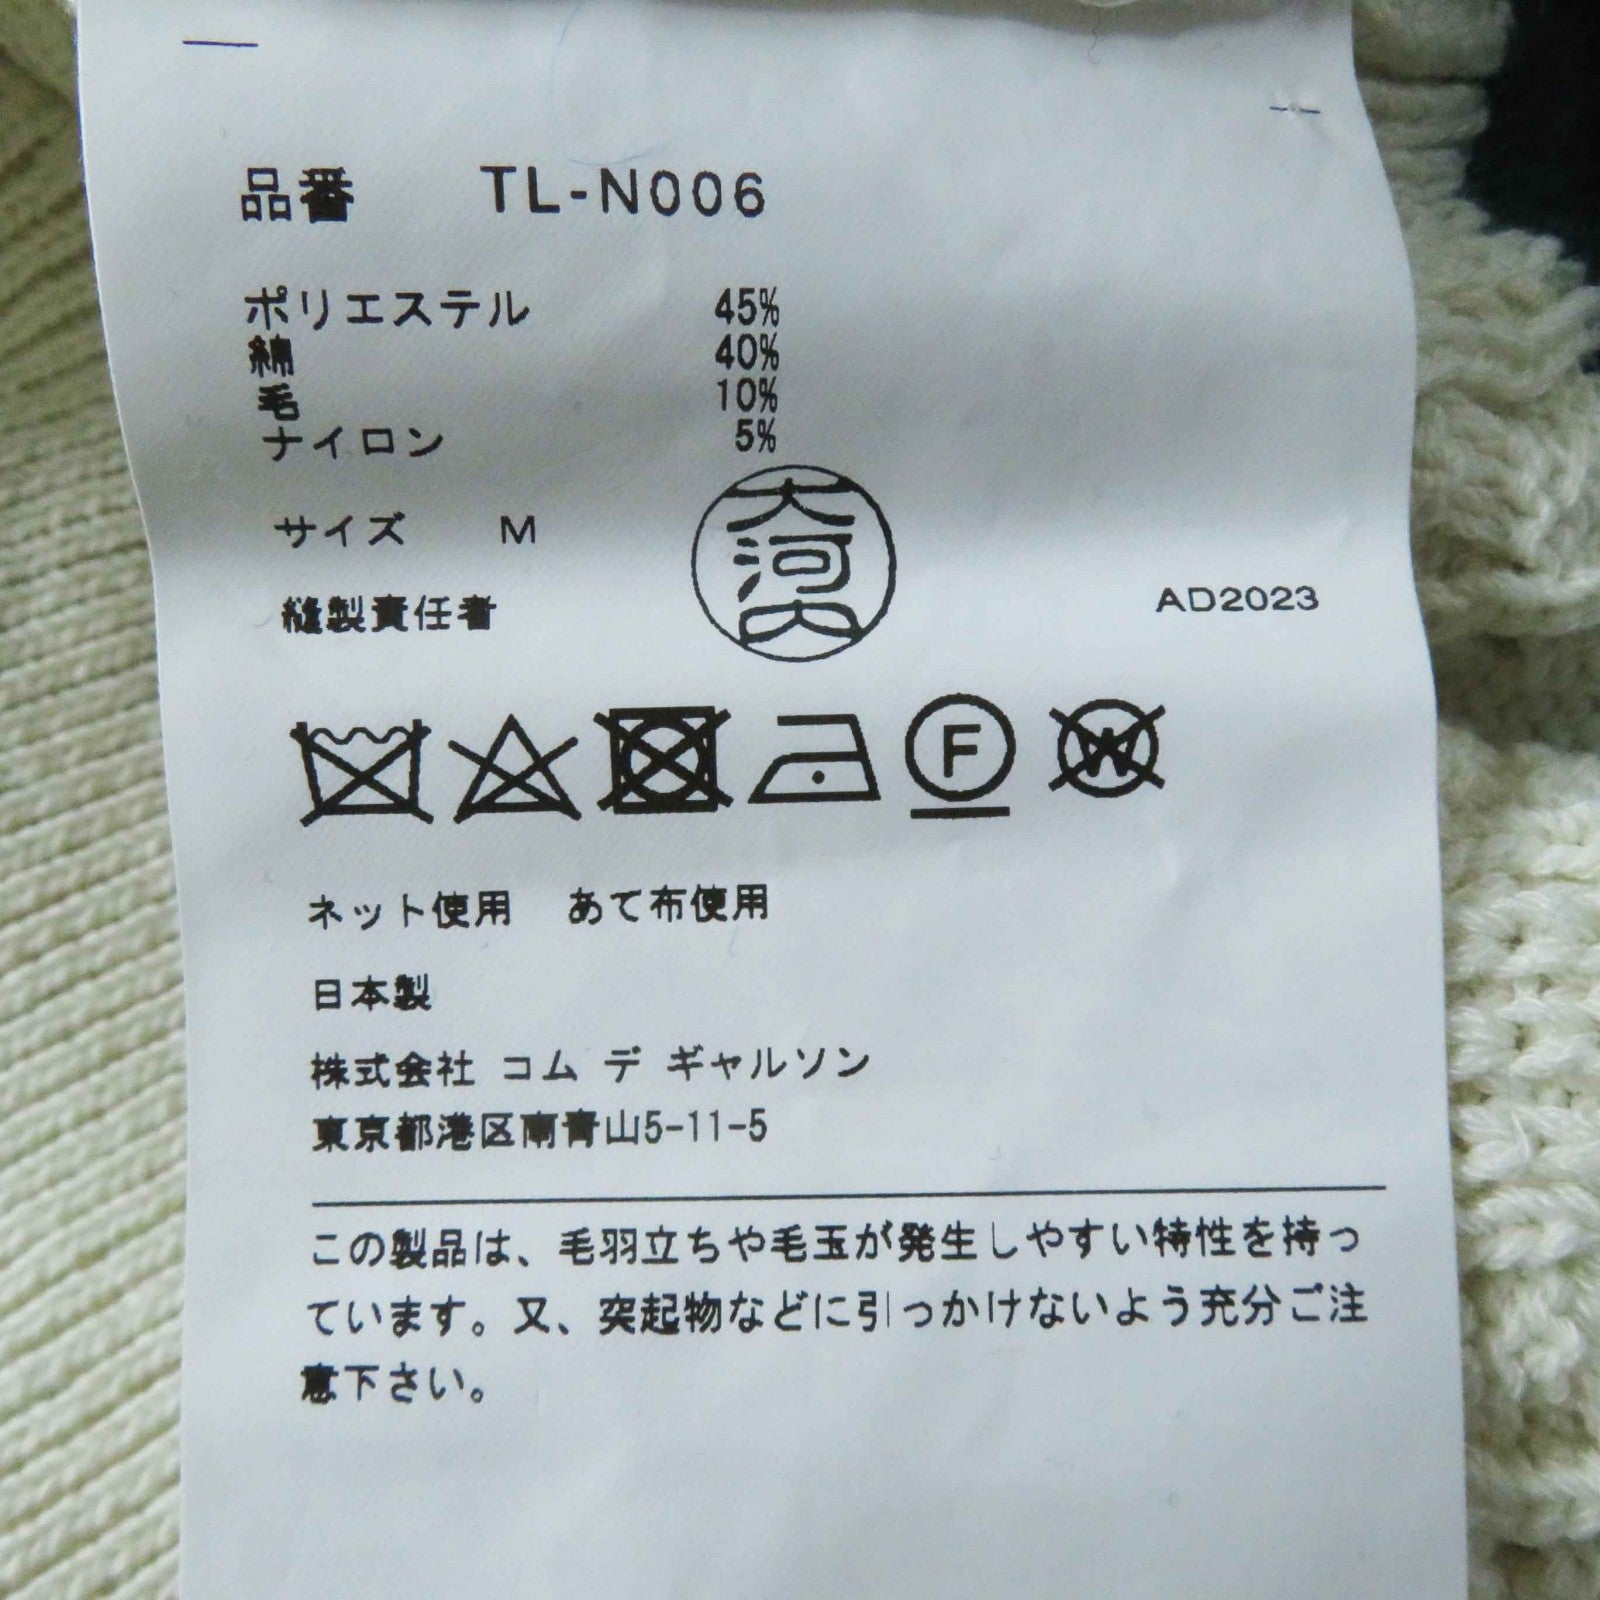 品番 TL-N006
ポリエステル 45%
綿 40%
毛 10%
ナイロン 5%
サイズ M
大河内
縫製責任者
AD2023
F
W
ネット使用 あて布使用
日本製
株式会社 コム デ ギャルソン
東京都港区南青山5-11-5
この製品は、毛羽立ちや毛玉が発生しやすい特性を持っ
ています。又、突起物などに引っかけないよう充分ご注
意下さい。